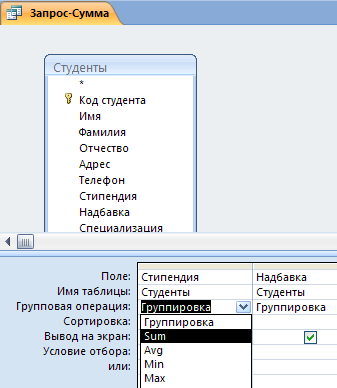 Запрос-Сумма
Студенты
*
Код студента
Имя
Фамилия
Отчество
Адрес
Телефон
Стипендия
Надбавка
Специализация
Поле: Стипендия Надбавка
Имя таблицы: Студенты Студенты
Групповая операция: Группировка Группировка
Сортировка: Группировка
Вывод на экран: Sum
Условие отбора: Avg
или: Min
Max